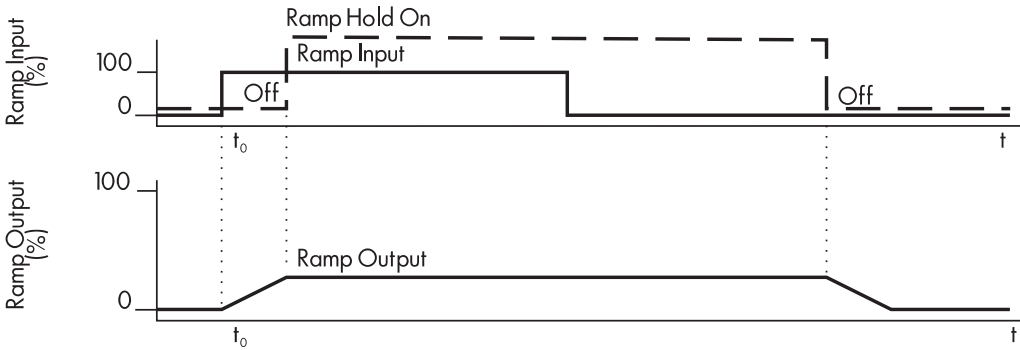 Ramp Hold On
Ramp Input
(%)
Ramp Input
100
Off
Off
0
t₀
t
Ramp Output
(%)
100
Ramp Output
0
t₀
t